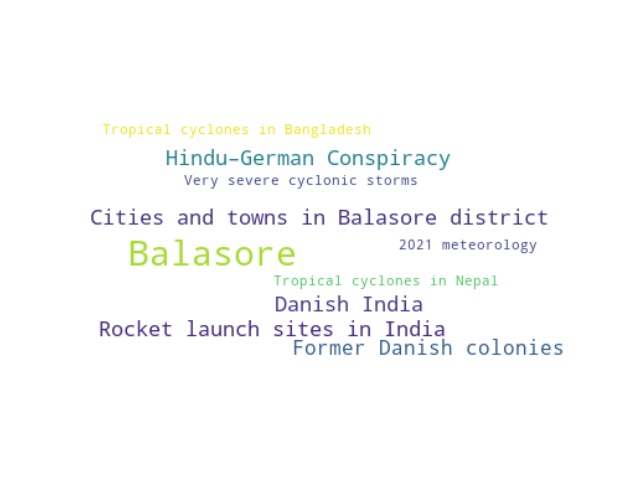 Tropical cyclones in Bangladesh
Hindu–German Conspiracy
Very severe cyclonic storms
Cities and towns in Balasore district
Balasore
2021 meteorology
Tropical cyclones in Nepal
Danish India
Rocket launch sites in India
Former Danish colonies